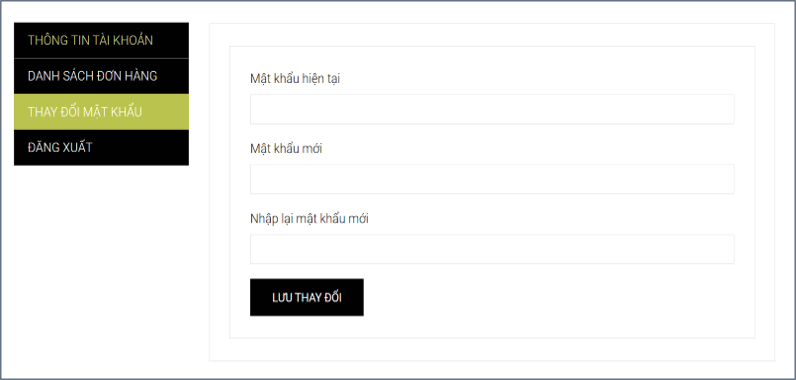 THÔNG TIN TÀI KHOẢN
DANH SÁCH ĐƠN HÀNG
THAY ĐỔI MẬT KHẨU
ĐĂNG XUẤT
Mật khẩu hiện tại
Mật khẩu mới
Nhập lại mật khẩu mới
LƯU THAY ĐỔI